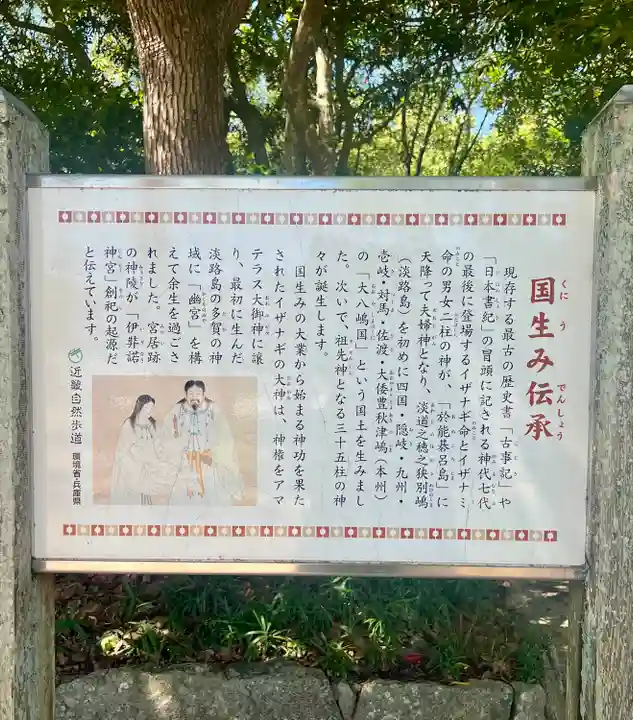 国生み伝承
現存する最古の歴史書「古事記」や
「日本書紀」の冒頭に記される神代七代
の最後に登場するイザナギ命とイザナミ
命の男女二柱の神が、「於能碁呂島」に
天降って夫婦神となり、淡道之穂之狭別嶋
(淡路島)を初めに四国・隠岐・九州・
壱岐・対馬・佐渡・大倭豊秋津嶋(本州)
の「大八嶋国」という国土を生みまし
た。次いで、祖先神となる三十五柱の神
々が誕生します。
国生みの大業から始まる神功を果た
されたイザナギの大神は、神権をアマ
テラス大御神に譲
り、最初に生んだ
淡路島の多賀の神
域に「幽宮」を構
えて余生を過ごさ
れました。宮居跡
の神陵が「伊弉諾
神宮」創祀の起源だ
と伝えています。
近畿自然歩道
環境省・兵庫県